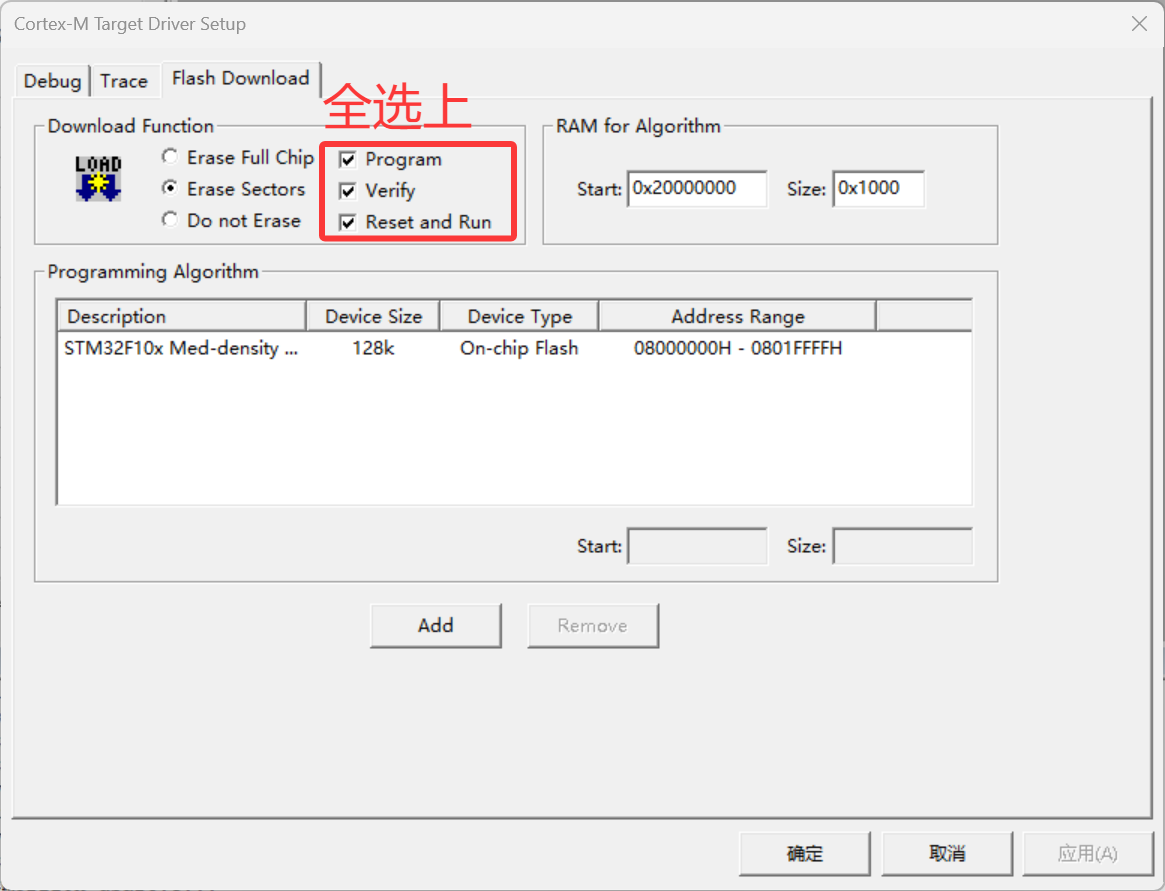 Cortex-M Target Driver Setup
Debug Trace Flash Download
全选上
Download Function
LOAD
Erase Full Chip
Erase Sectors
Do not Erase
Program
Verify
Reset and Run
RAM for Algorithm
Start: 0x20000000 Size: 0x1000
Programming Algorithm
Description Device Size Device Type Address Range
STM32F10x Med-density ... 128k On-chip Flash 08000000H - 0801FFFFH
Start: Size:
Add Remove
确定 取消 应用(A)